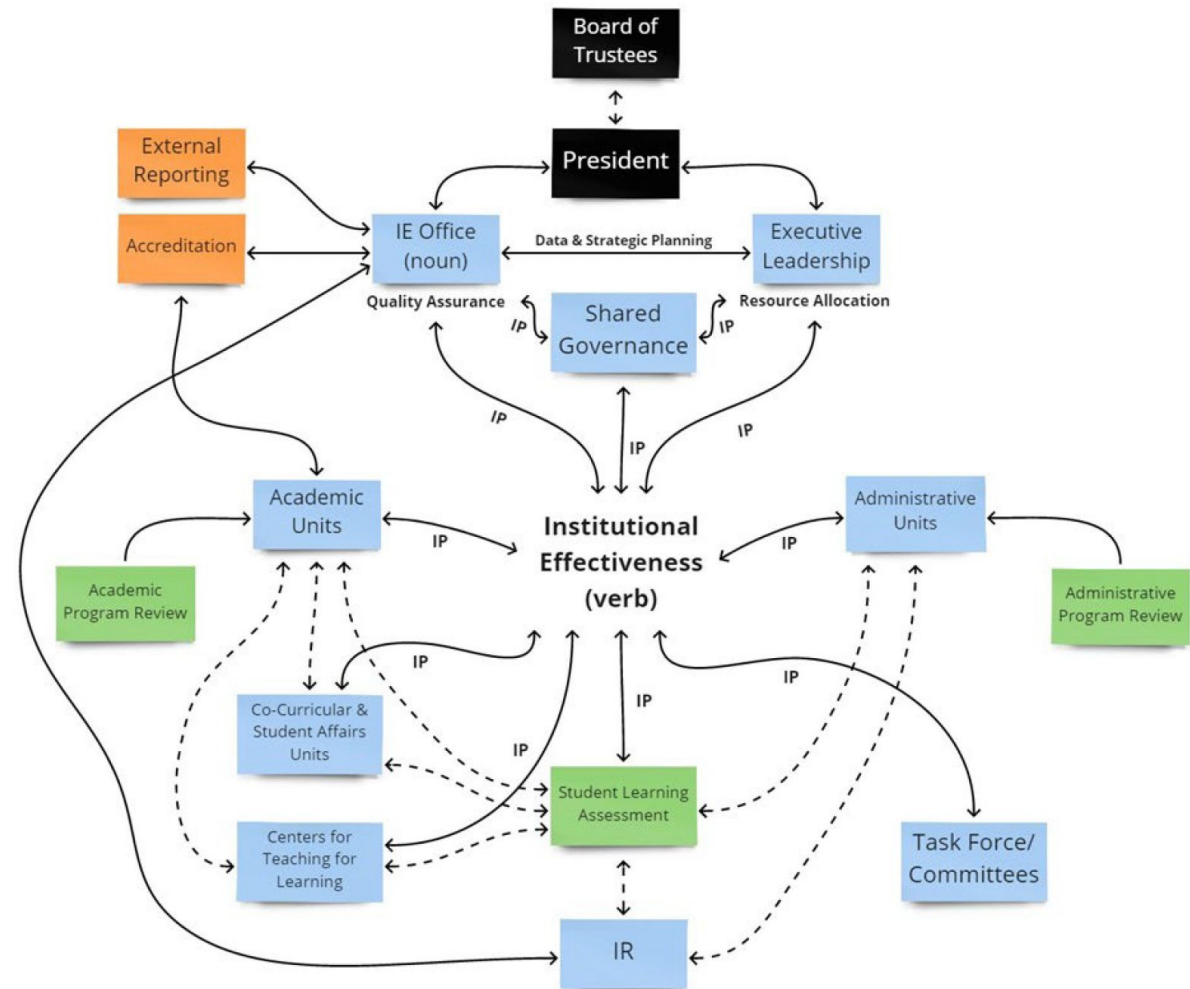 Board of
Trustees
President
External
Reporting
Accreditation
IE Office
(noun)
Data & Strategic Planning
Executive
Leadership
Quality Assurance
Resource Allocation
IP
Shared
Governance
IP
IP
IP
IP
Academic
Units
IP
Institutional
Effectiveness
(verb)
IP
Administrative
Units
Academic
Program Review
Administrative
Program Review
IP
IP
IP
Co-Curricular &
Student Affairs
Units
IP
Student Learning
Assessment
Centers for
Teaching for
Learning
Task Force/
Committees
IR